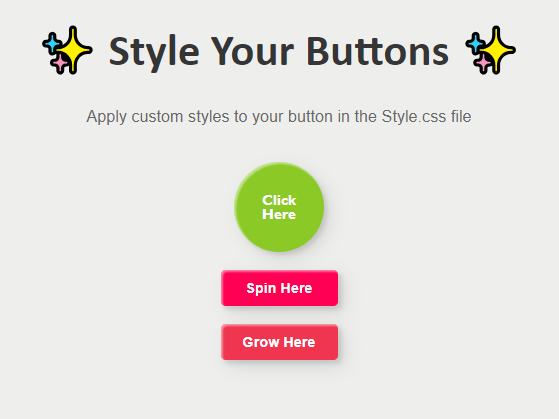 Style Your Buttons
Apply custom styles to your button in the Style.css file
Click
Here
Spin Here
Grow Here